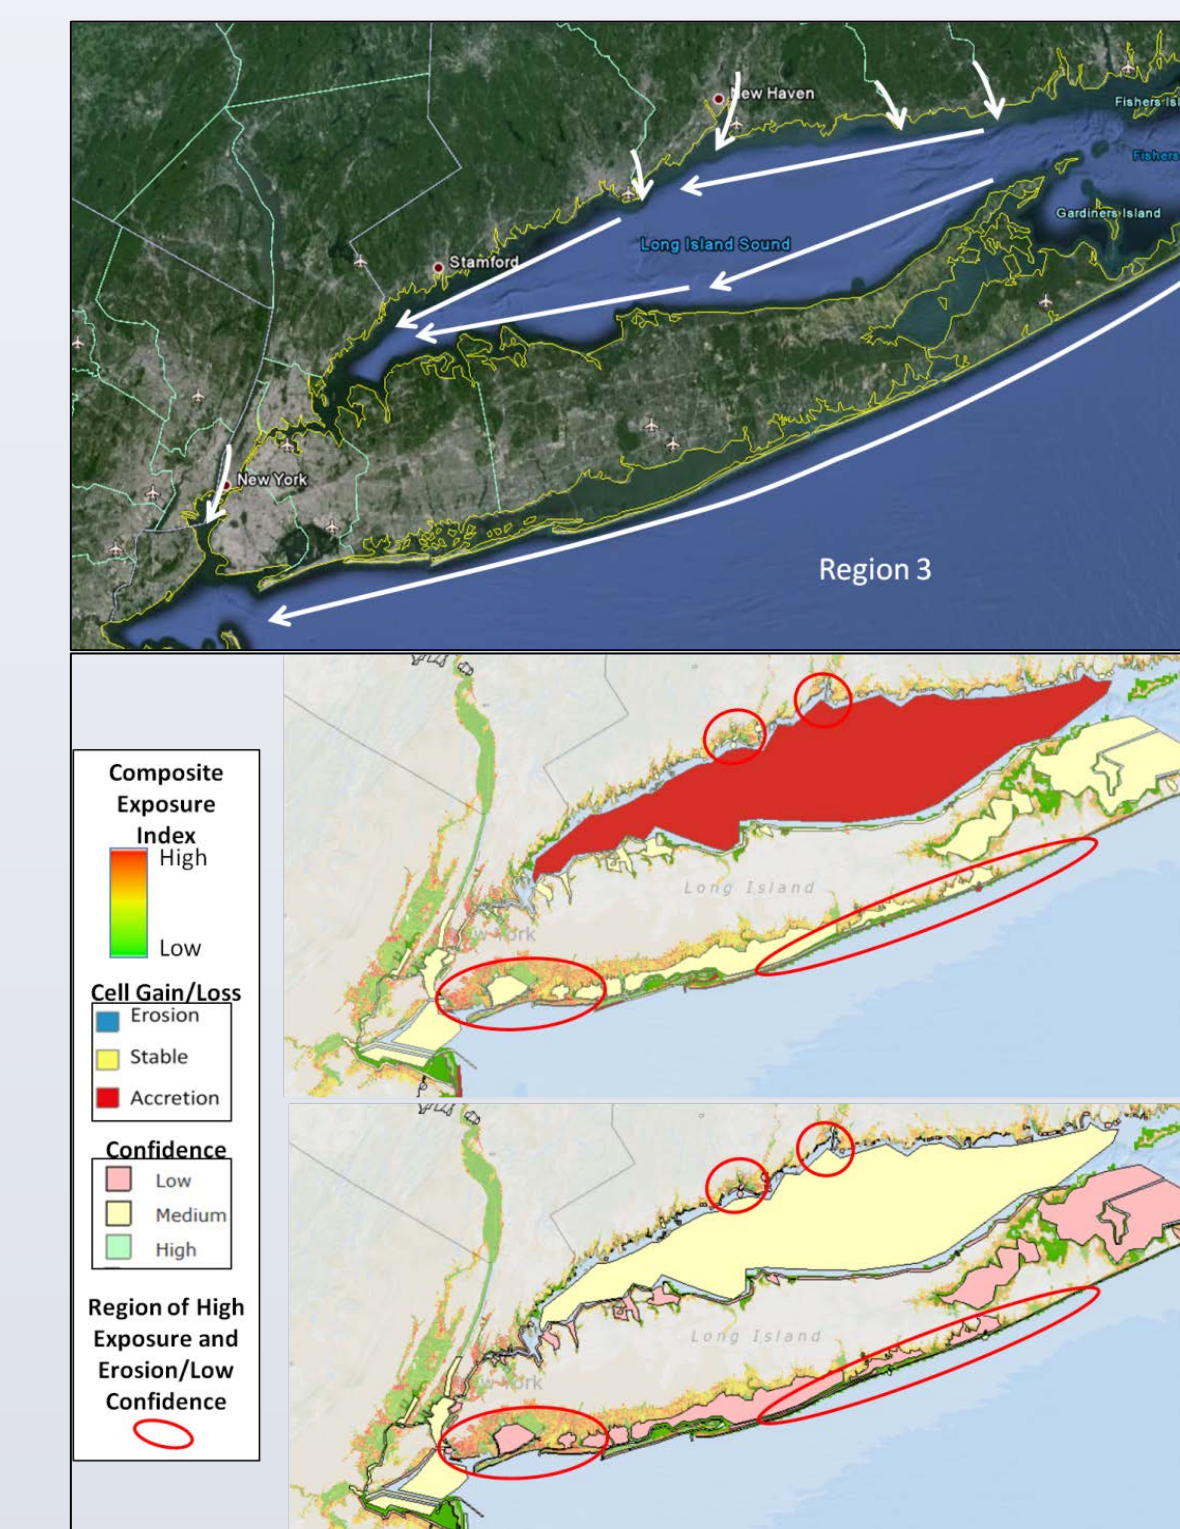 New Haven
Fishers Isl
Fishers
Gardiners Island
Long Island Sound
Stamford
New York
Region 3
Composite
Exposure
Index
High
Low
Cell Gain/Loss
Erosion
Stable
Accretion
Confidence
Low
Medium
High
Region of High
Exposure and
Erosion/Low
Confidence
Long Island
w York
Long Island
w York